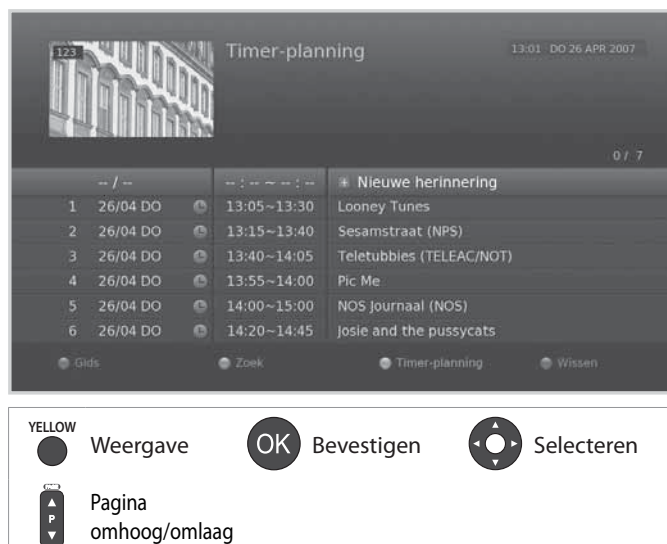 123
Timer-planning
13:01 DO 26 APR 2007
0/ 7
-- / -- -- : -- ~ -- : -- Nieuwe herinnering
1 26/04 DO 13:05~13:30 Looney Tunes
2 26/04 DO 13:15~13:40 Sesamstraat (NPS)
3 26/04 DO 13:40~14:05 Teletubbies (TELEAC/NOT)
4 26/04 DO 13:55~14:00 Pic Me
5 26/04 DO 14:00~15:00 NOS Journaal (NOS)
6 26/04 DO 14:20~14:45 Josie and the pussycats
Gids Zoek Timer-planning Wissen
YELLOW
Weergave OK Bevestigen Selecteren
P
Pagina
omhoog/omlaag